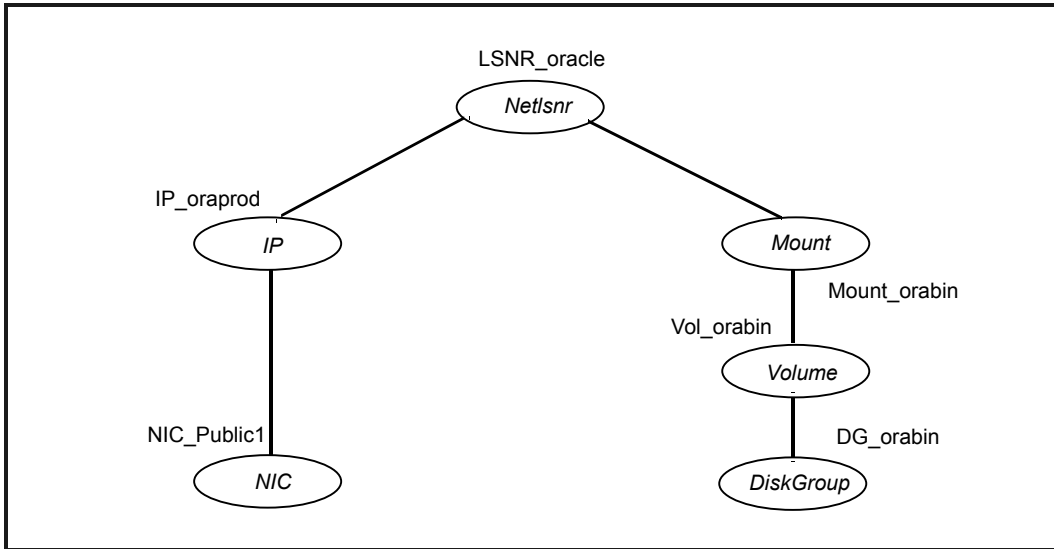 LSNR_oracle
Netlsnr
IP_oraprod
IP
Mount
Mount_orabin
Vol_orabin
Volume
NIC_Public1
DG_orabin
NIC
DiskGroup